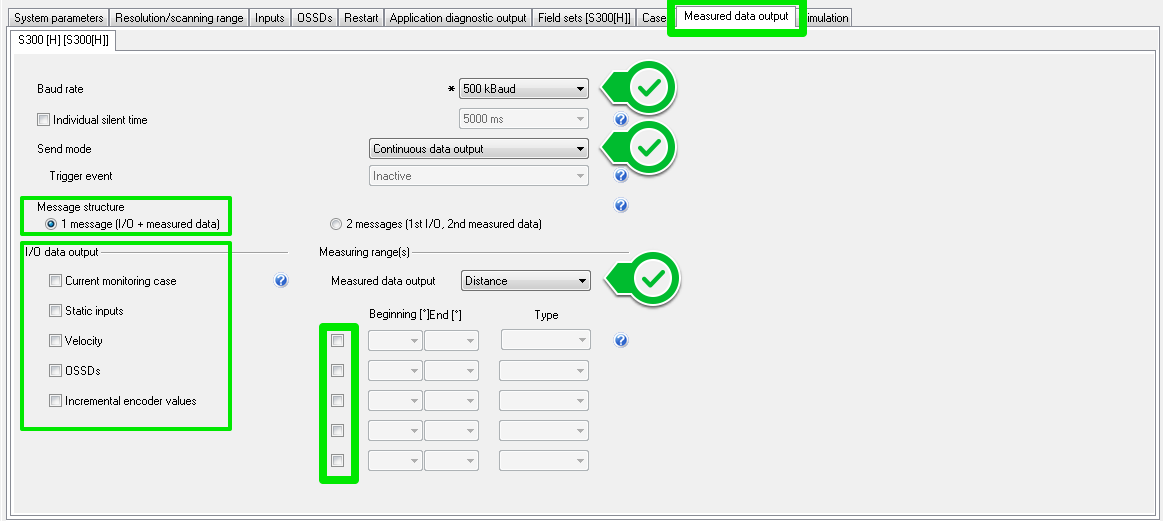 System parameters Resolution/scanning range Inputs OSSDs Restart Application diagnostic output Field sets [S300[H]] Case Measured data output imulation
S300 [H] [S300[H]]
Baud rate * 500 kBaud
Individual silent time 5000 ms ?
Send mode Continuous data output
Trigger event Inactive ?
Message structure ?
1 message (I/O + measured data) 2 messages (1st I/O, 2nd measured data)
I/O data output Measuring range(s)
Current monitoring case ? Measured data output Distance
Static inputs Beginning [°] End [°] Type
Velocity ?
OSSDs
Incremental encoder values